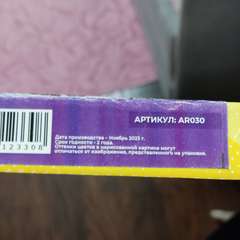 АРТИКУЛ: AR030
Дата производства - Ноябрь 2023 г.
Срок годности - 2 года.
Оттенки цветов в нарисованной картине могут
отличаться от изображения, представленного на упаковке.
123308